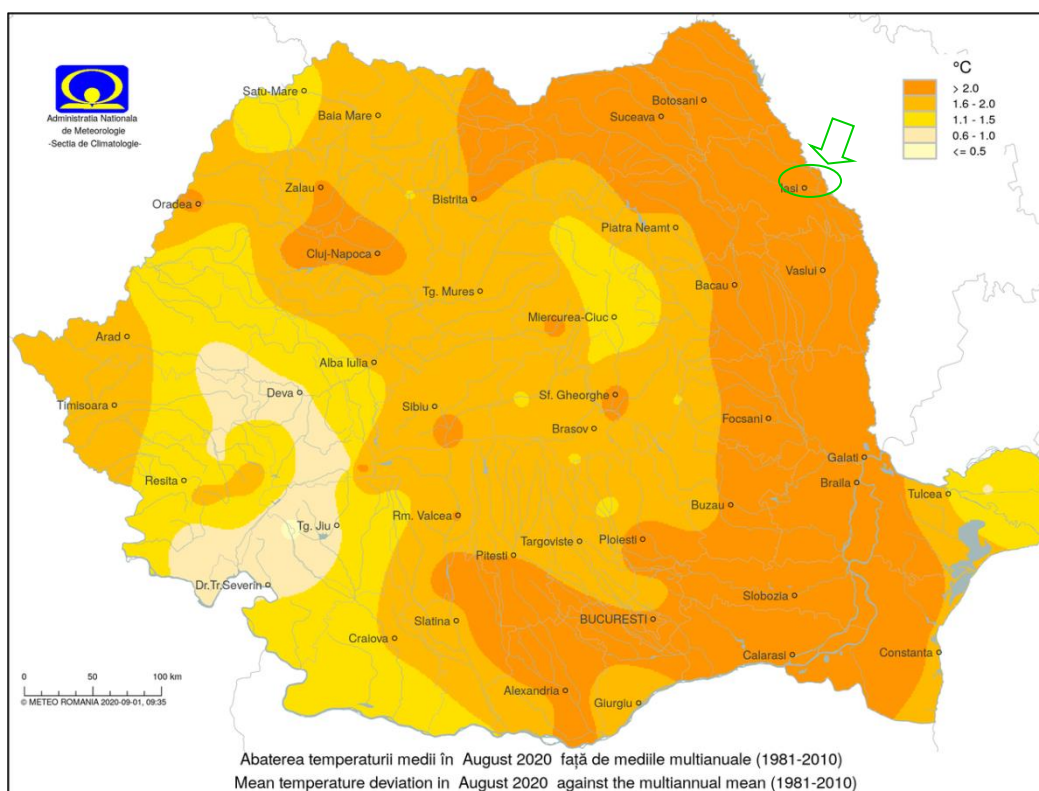 Administratia Nationala
de Meteorologie
-Sectia de Climatologie-
°C
> 2.0
1.6 - 2.0
1.1 - 1.5
0.6 - 1.0
<= 0.5
Satu-Mare
Baia Mare
Botosani
Suceava
Iasi
Zalau
Oradea
Bistrita
Piatra Neamt
Cluj-Napoca
Vaslui
Bacau
Tg. Mures
Miercurea-Ciuc
Arad
Alba Iulia
Deva
Timisoara
Sibiu
Sf. Gheorghe
Focsani
Brasov
Galati
Resita
Braila
Tulcea
Buzau
Rm. Valcea
Tg. Jiu
Targoviste
Ploiesti
Pitesti
Dr.Tr.Severin
Slobozia
Slatina
BUCURESTI
Craiova
Calarasi
Constanta
Alexandria
Giurgiu
0 50 100 km
© METEO ROMANIA 2020-09-01, 09:35
Abaterea temperaturii medii în August 2020 față de mediile multianuale (1981-2010)
Mean temperature deviation in August 2020 against the multiannual mean (1981-2010)